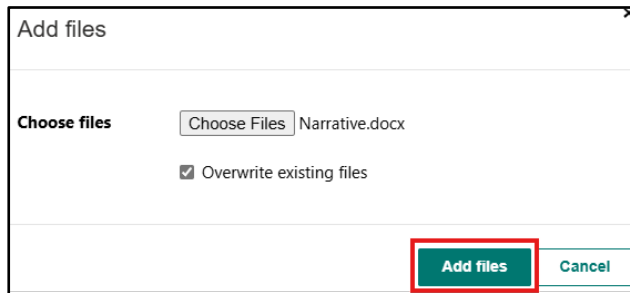 Add files
Choose files Choose Files Narrative.docx
Overwrite existing files
Add files Cancel